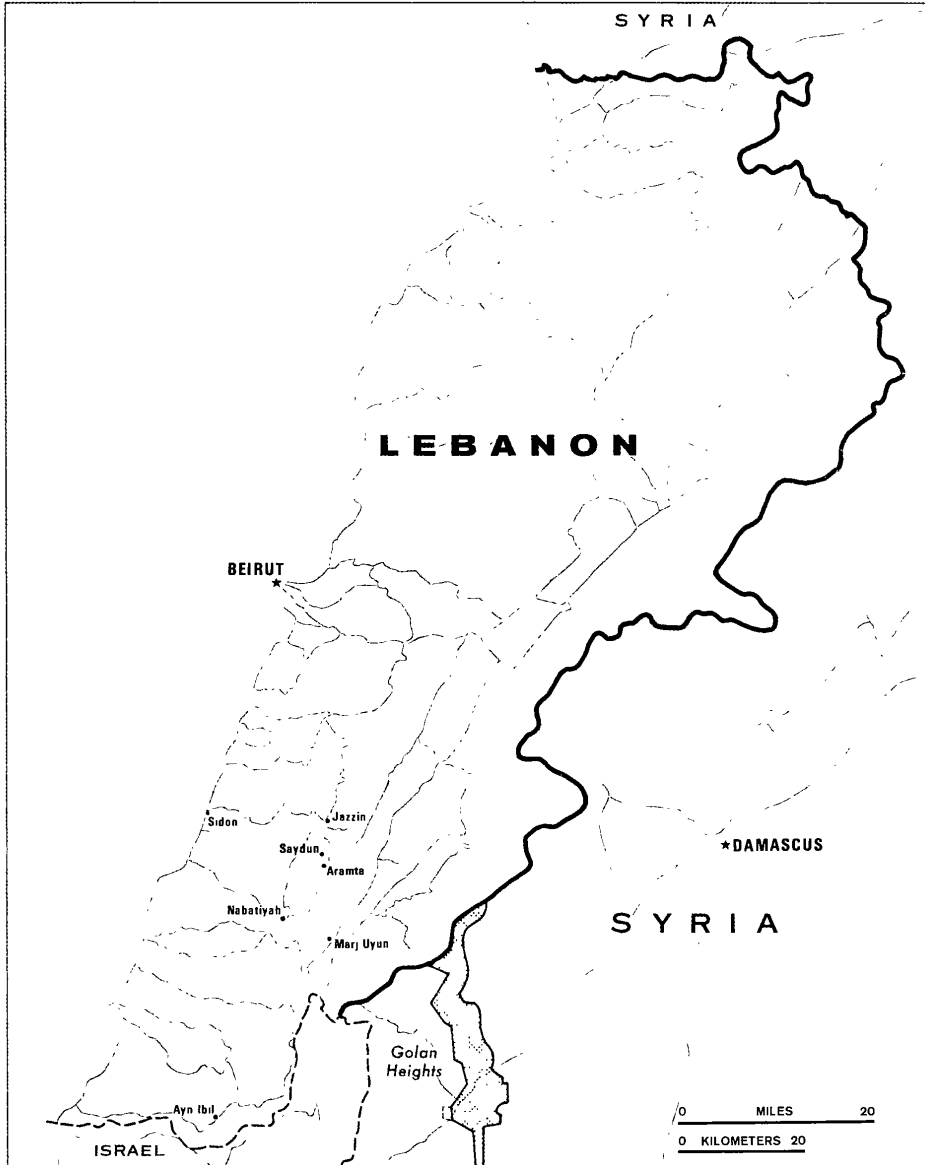 SYRIA
LEBANON
BEIRUT
Sidon
Jazzin
Saydun
Aramta
DAMASCUS
Nabatiyah
SYRIA
Marj Uyun
Golan
Heights
Ayn Ibil
ISRAEL
0 MILES 20
0 KILOMETERS 20